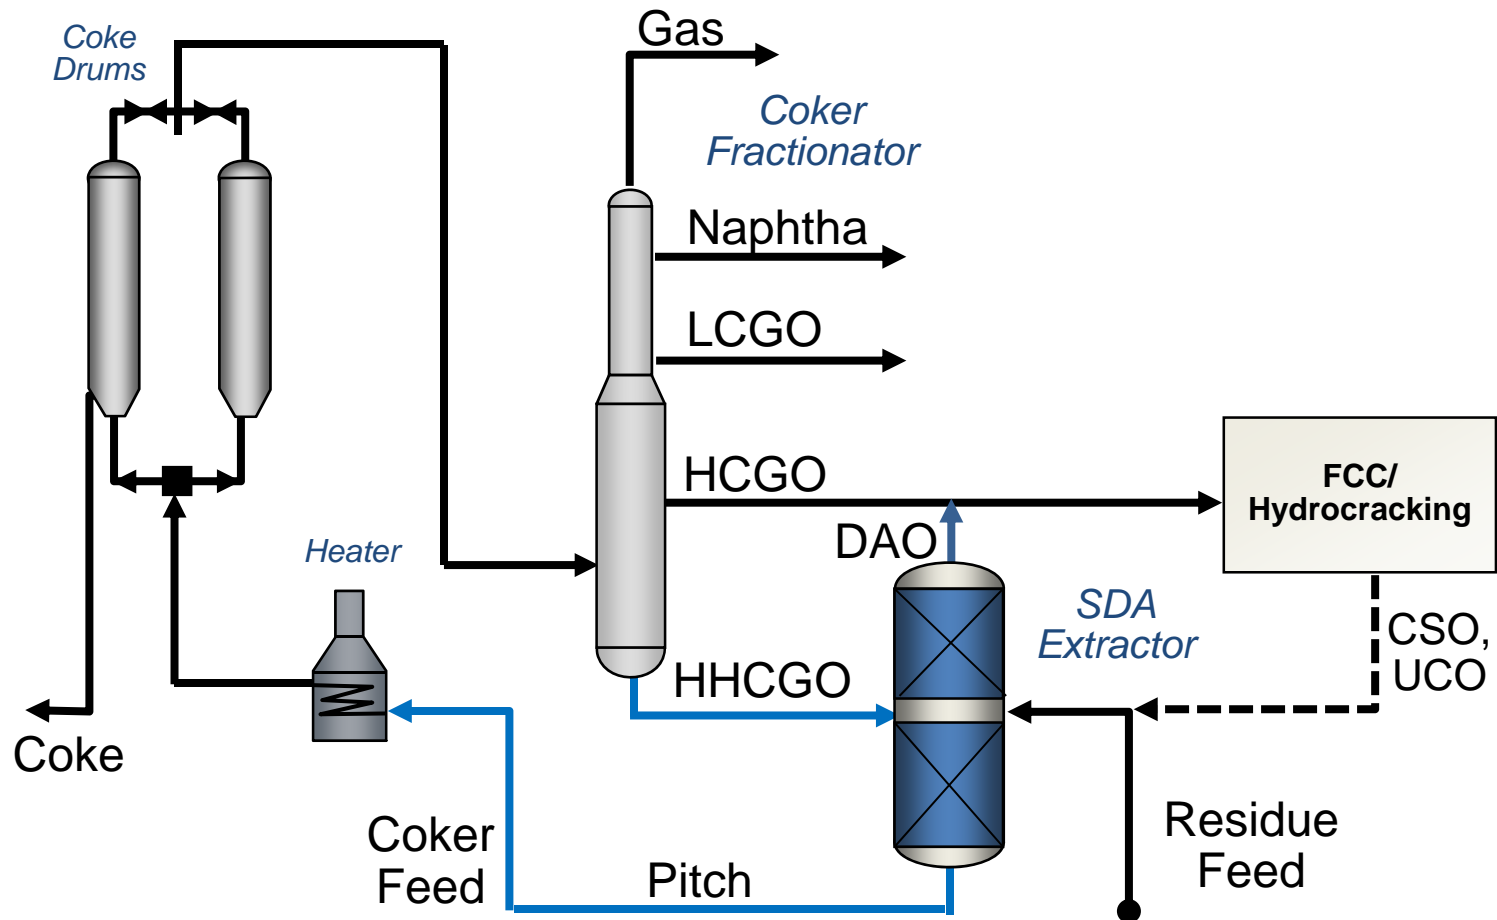 Coke
Drums
Gas
Coker
Fractionator
Naphtha
LCGO
HCGO
FCC/
Hydrocracking
DAO
Heater
SDA
Extractor
CSO,
UCO
HHCGO
Coke
Coker
Feed
Pitch
Residue
Feed